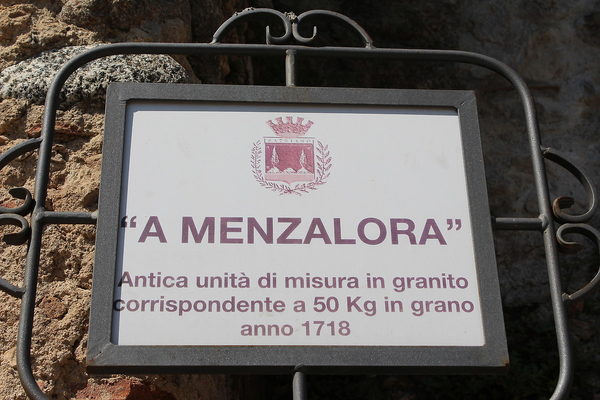 “A MENZALORA”
Antica unità di misura in granito
corrispondente a 50 Kg in grano
anno 1718